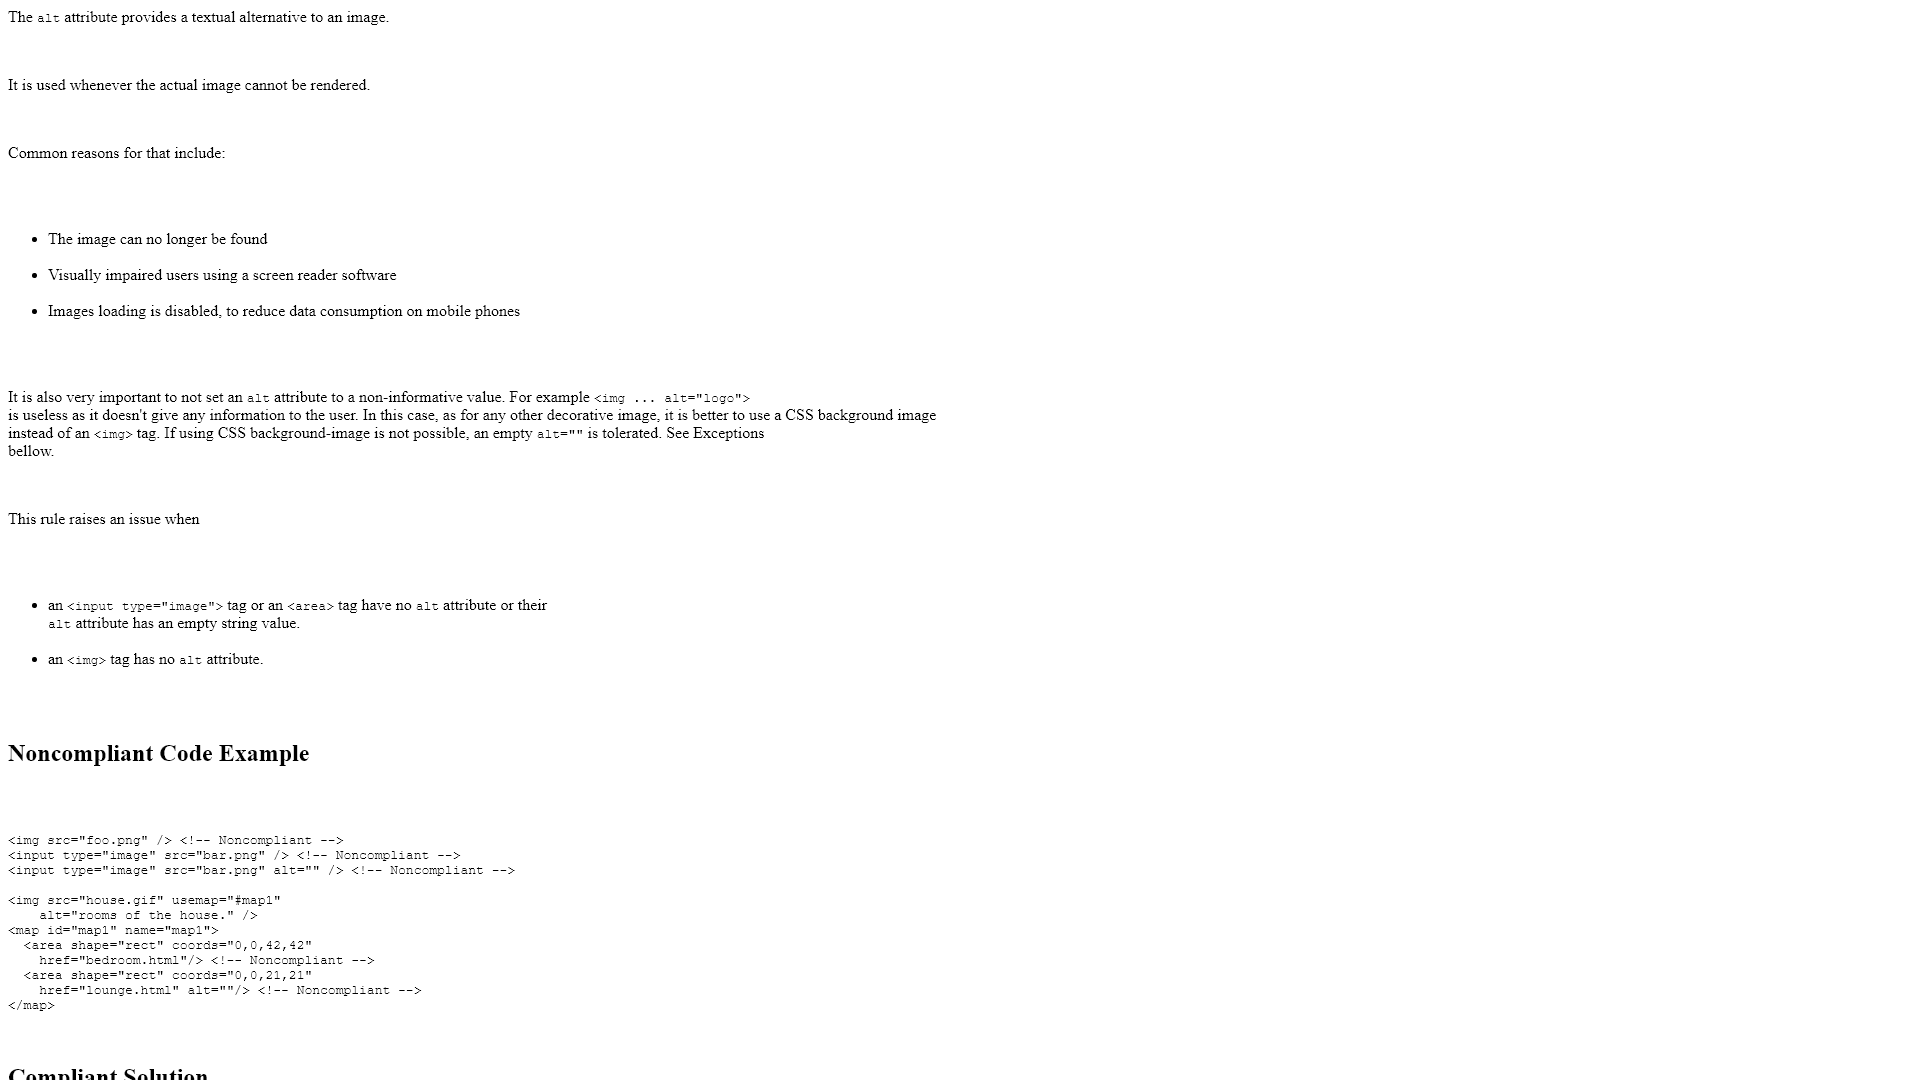 The alt attribute provides a textual alternative to an image.
It is used whenever the actual image cannot be rendered.
Common reasons for that include:
• The image can no longer be found
• Visually impaired users using a screen reader software
• Images loading is disabled, to reduce data consumption on mobile phones
It is also very important to not set an alt attribute to a non-informative value. For example <img ... alt="logo">
is useless as it doesn't give any information to the user. In this case, as for any other decorative image, it is better to use a CSS background image
instead of an <img> tag. If using CSS background-image is not possible, an empty alt="" is tolerated. See Exceptions
bellow.
This rule raises an issue when
• an <input type="image"> tag or an <area> tag have no alt attribute or their
alt attribute has an empty string value.
• an <img> tag has no alt attribute.
Noncompliant Code Example
<img src="foo.png" /> <!-- Noncompliant -->
<input type="image" src="bar.png" /> <!-- Noncompliant -->
<input type="image" src="bar.png" alt="" /> <!-- Noncompliant -->
<img src="house.gif" usemap="#map1"
    alt="rooms of the house." />
<map id="map1" name="map1">
  <area shape="rect" coords="0,0,42,42"
    href="bedroom.html"/> <!-- Noncompliant -->
  <area shape="rect" coords="0,0,21,21"
    href="lounge.html" alt=""/> <!-- Noncompliant -->
</map>
Compliant Solution